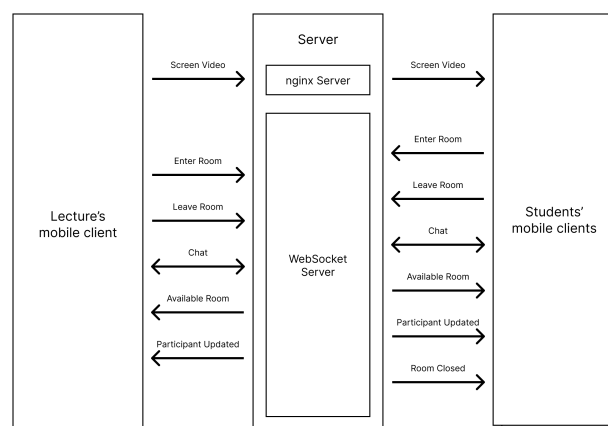 Server
Screen Video
nginx Server
Screen Video
Enter Room
Enter Room
Leave Room
Leave Room
Lecture's
mobile client
Students'
mobile clients
Chat
Chat
WebSocket
Server
Available Room
Available Room
Participant Updated
Participant Updated
Room Closed